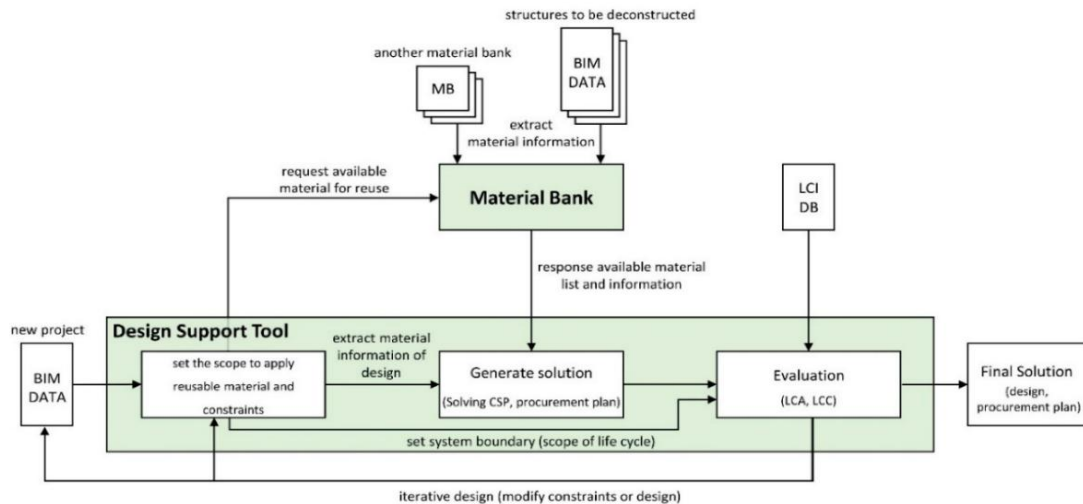 structures to be deconstructed
another material bank
MB
BIM
DATA
extract
material information
request available
material for reuse
Material Bank
LCI
DB
response available material
list and information
new project
Design Support Tool
BIM
DATA
set the scope to apply
reusable material and
constraints
extract material
information of
design
Generate solution
(Solving CSP, procurement plan)
Evaluation
(LCA, LCC)
Final Solution
(design,
procurement plan)
set system boundary (scope of life cycle)
iterative design (modify constraints or design)